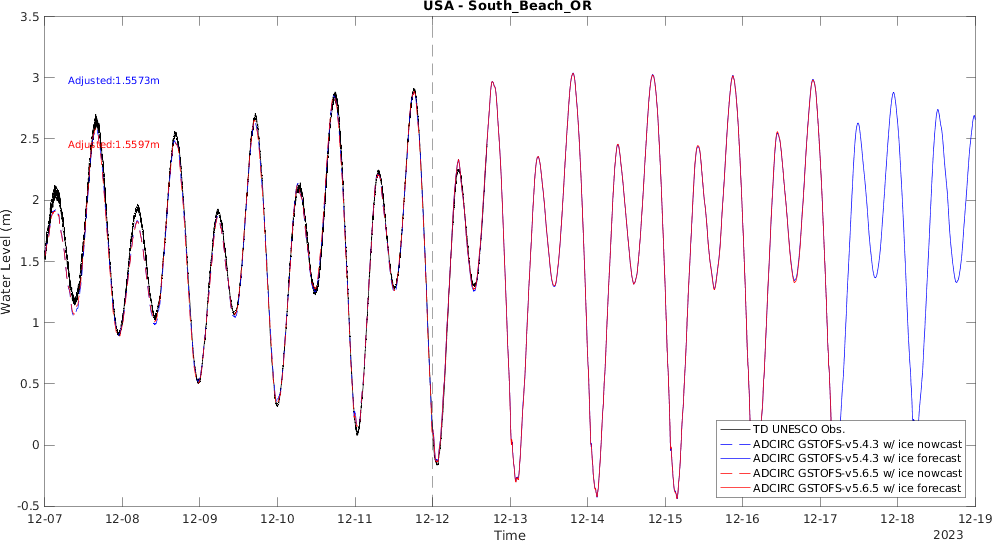 USA - South_Beach_OR
3.5
3
2.5
2
1.5
1
0.5
0
-0.5
Water Level (m)
Adjusted:1.5573m
Adjusted:1.5597m
TD UNESCO Obs.
ADCIRC GSTOFS-v5.4.3 w/ ice nowcast
ADCIRC GSTOFS-v5.4.3 w/ ice forecast
ADCIRC GSTOFS-v5.6.5 w/ ice nowcast
ADCIRC GSTOFS-v5.6.5 w/ ice forecast
12-07 12-08 12-09 12-10 12-11 12-12 12-13 12-14 12-15 12-16 12-17 12-18 12-19
Time
2023